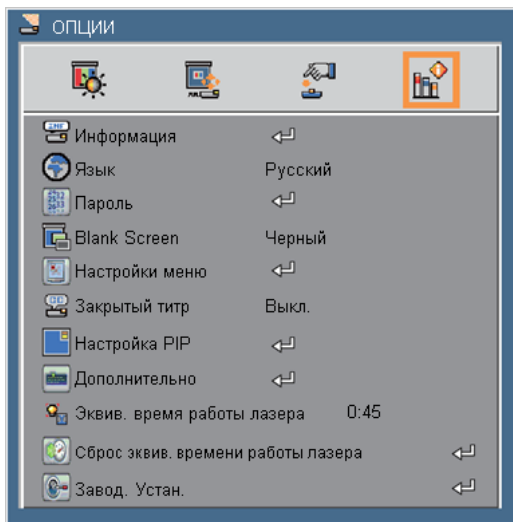 ОПЦИИ
Информация
Язык Русский
Пароль
Blank Screen Черный
Настройки меню
Закрытый титр Выкл.
Настройка PIP
Дополнительно
Эквив. время работы лазера 0:45
Сброс эквив. времени работы лазера
Завод. Устан.